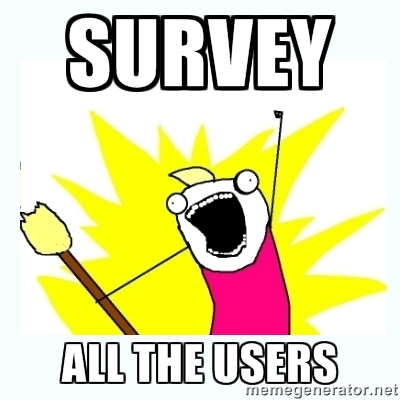 SURVEY
ALL THE USERS
memegenerator.net